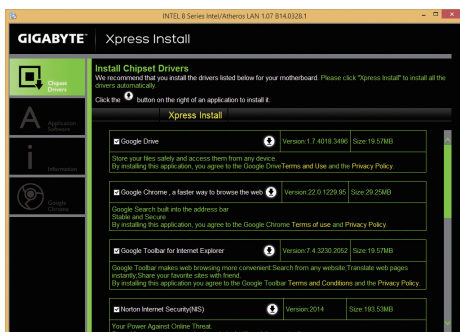 INTEL 8 Series Intel/Atheros LAN 1.07 B14.0328.1
GIGABYTE™ Xpress Install
Chipset
Drivers
Application
Software
Information
Google
Chrome
Install Chipset Drivers
We recommend that you install the drivers listed below for your motherboard. Please click "Xpress Install" to install all the
drivers automatically.
Click the button on the right of an application to install it.
Xpress Install
Google Drive Version:1.7.4018.3496 Size:19.57MB
Store your files safely and access them from any device.
By installing this application, you agree to the Google DriveTerms and Use and the Privacy Policy.
Google Chrome , a faster way to browse the web Version:22.0.1229.95 Size:29.25MB
Google Search built into the address bar
Stable and Secure
By installing this application, you agree to the Google Chrome Terms of use and Privacy Policy.
Google Toolbar for Internet Explorer Version:7.4.3230.2052 Size:19.57MB
Google Toolbar makes web browsing more convenient:Search from any website;Translate web pages
instantly;Share your favorite sites with friend.
By installing this application you agree to the Google Toolbar Terms and Conditions and the Privacy Policy.
Norton Internet Security(NIS) Version:2014 Size:193.53MB
Your Power Against Online Threat.